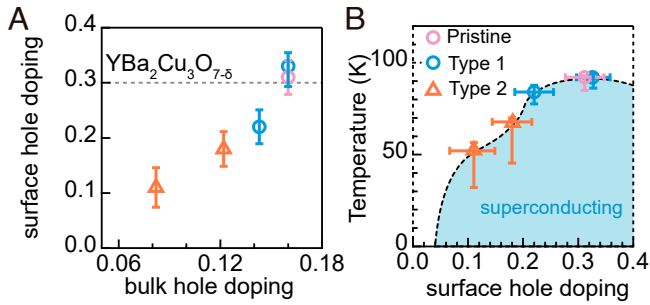 A
YBa2Cu3O7-δ
surface hole doping
0.4
0.3
0.2
0.1
0.0
0.06
0.12
0.18
bulk hole doping
B
Pristine
Type 1
Type 2
Temperature (K)
100
50
0
superconducting
0.0
0.1
0.2
0.3
0.4
surface hole doping